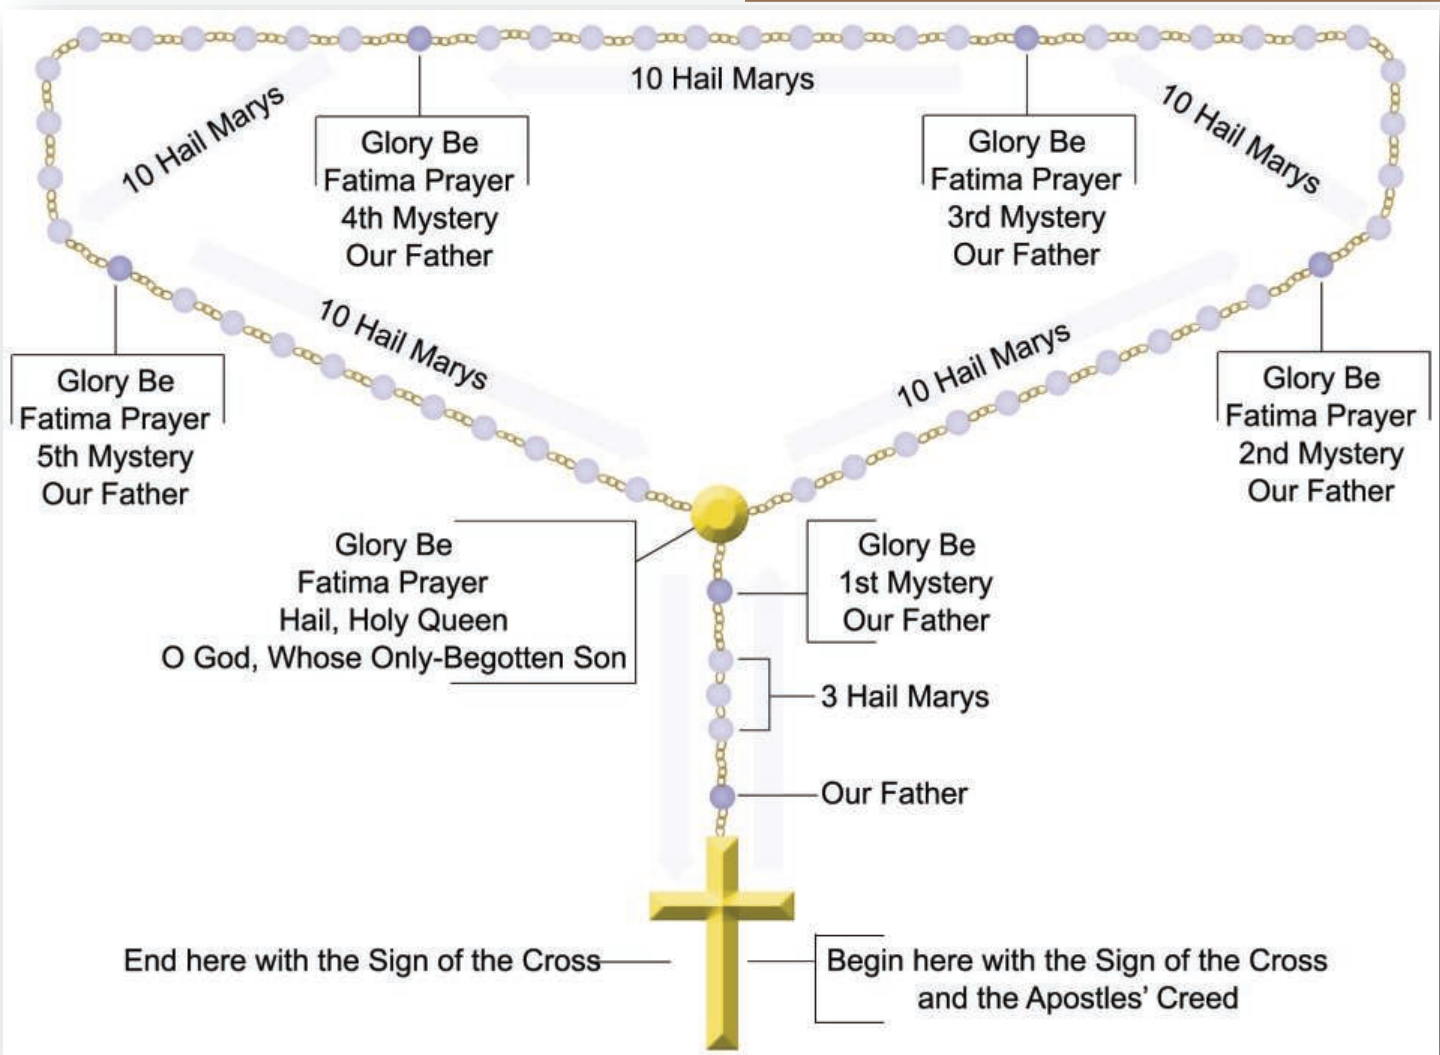 10 Hail Marys
10 Hail Marys
10 Hail Marys
Glory Be
Fatima Prayer
4th Mystery
Our Father
Glory Be
Fatima Prayer
3rd Mystery
Our Father
10 Hail Marys
10 Hail Marys
Glory Be
Fatima Prayer
5th Mystery
Our Father
Glory Be
Fatima Prayer
2nd Mystery
Our Father
Glory Be
Fatima Prayer
Hail, Holy Queen
O God, Whose Only-Begotten Son
Glory Be
1st Mystery
Our Father
3 Hail Marys
Our Father
End here with the Sign of the Cross
Begin here with the Sign of the Cross
and the Apostles’ Creed